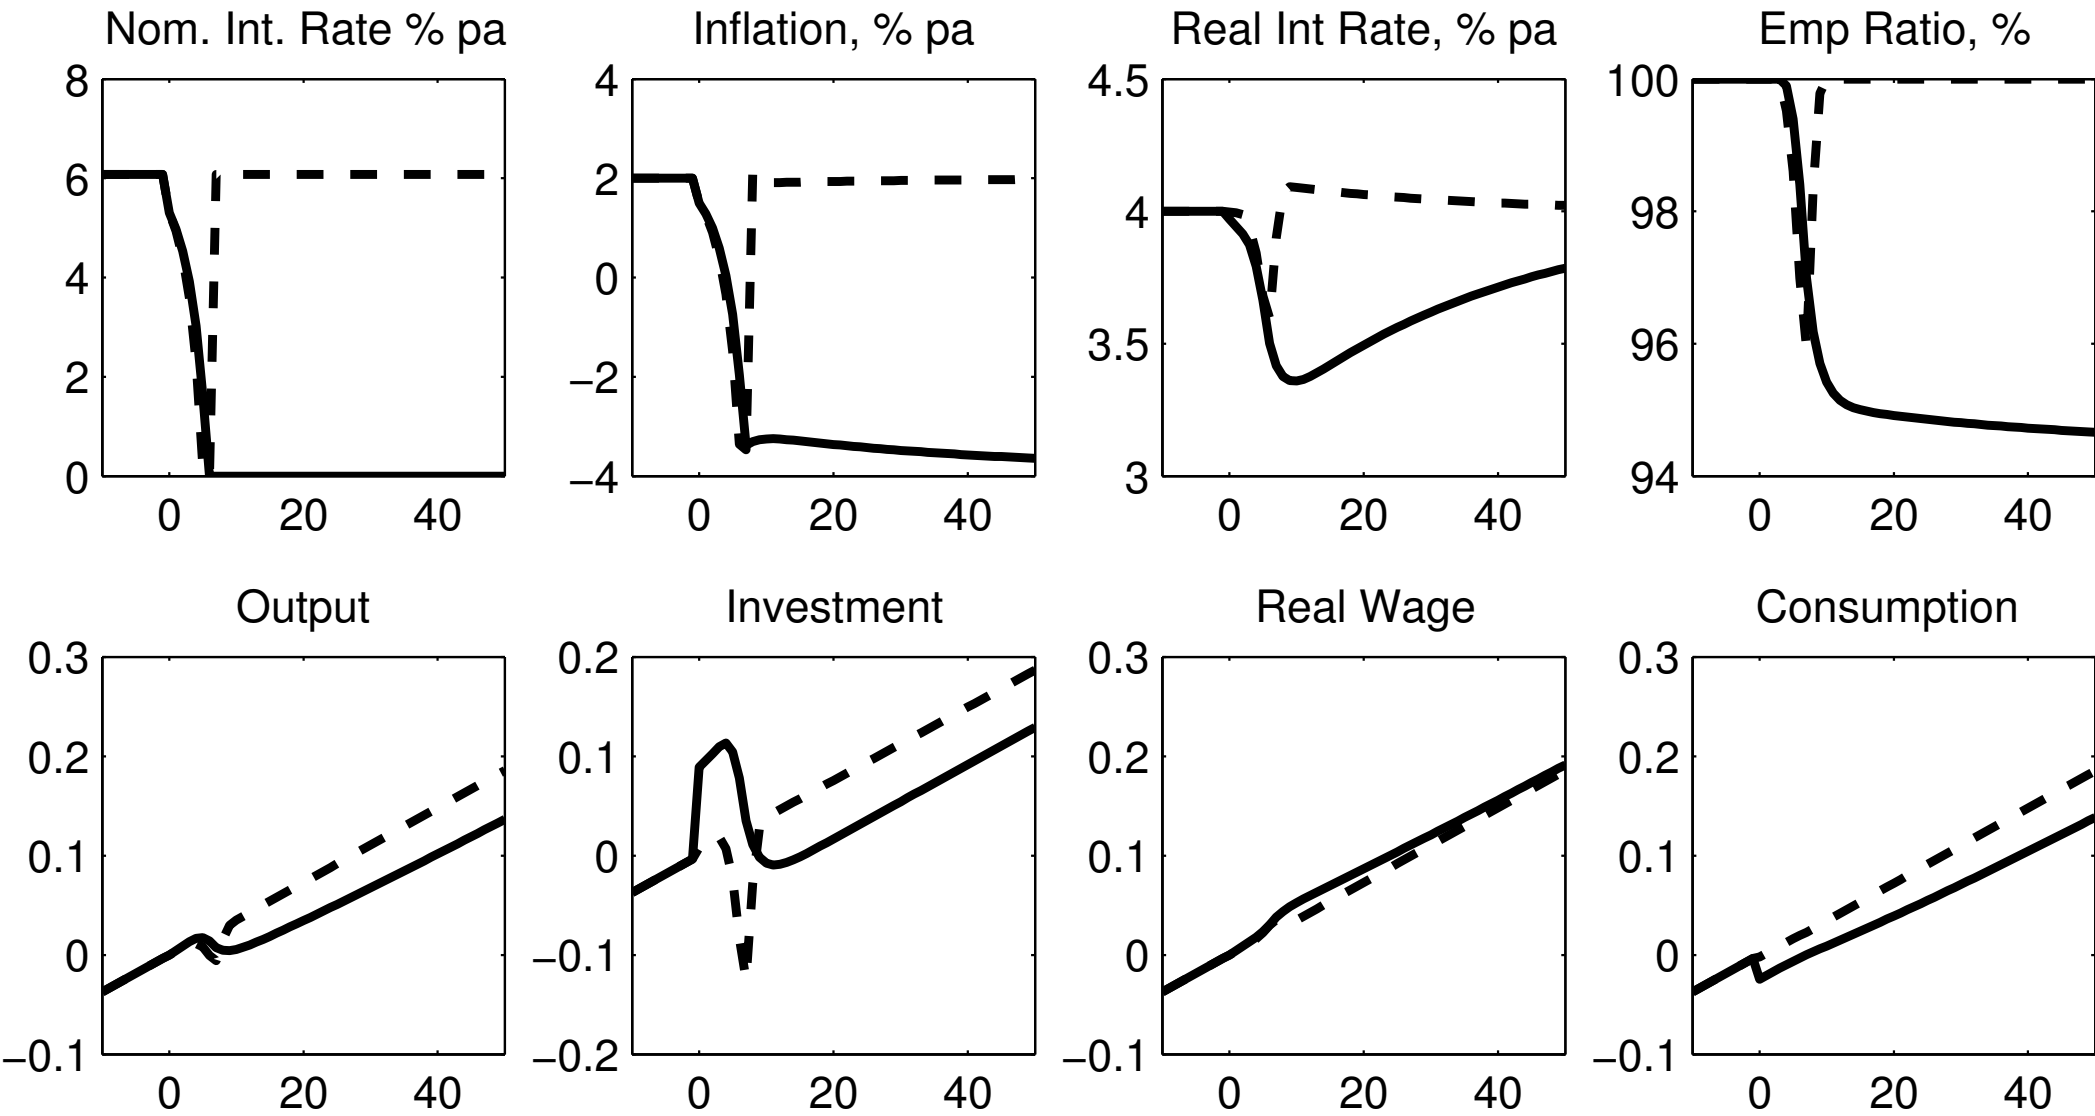 Nom. Int. Rate % pa
8
6
4
2
0
0 20 40
Inflation, % pa
4
2
0
−2
−4
0 20 40
Real Int Rate, % pa
4.5
4
3.5
3
0 20 40
Emp Ratio, %
100
98
96
94
0 20 40
Output
0.3
0.2
0.1
0
−0.1
0 20 40
Investment
0.2
0.1
0
−0.1
−0.2
0 20 40
Real Wage
0.3
0.2
0.1
0
−0.1
0 20 40
Consumption
0.3
0.2
0.1
0
−0.1
0 20 40